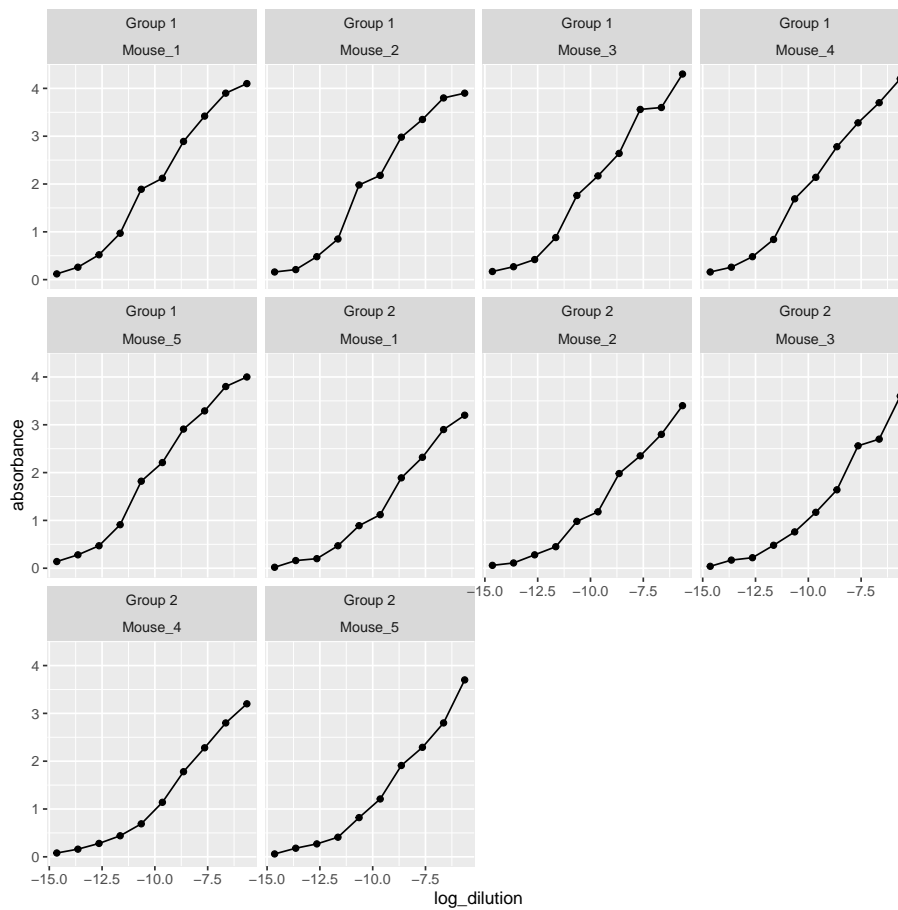 Group 1 Group 1 Group 1 Group 1
Mouse_1 Mouse_2 Mouse_3 Mouse_4
4
3
2
1
0
Group 1 Group 2 Group 2 Group 2
Mouse_5 Mouse_1 Mouse_2 Mouse_3
4
3
2
1
0
absorbance
−15.0 −12.5 −10.0 −7.5 −15.0 −12.5 −10.0 −7.5
Group 2 Group 2
Mouse_4 Mouse_5
4
3
2
1
0
−15.0 −12.5 −10.0 −7.5 −15.0 −12.5 −10.0 −7.5
log_dilution